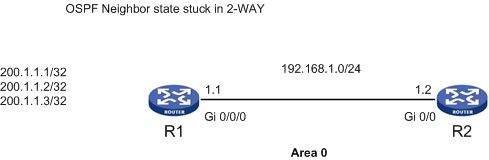 OSPF Neighbor state stuck in 2-WAY
200.1.1.1/32
200.1.1.2/32
200.1.1.3/32
192.168.1.0/24
1.1
1.2
ROUTER
ROUTER
Gi 0/0/0
Gi 0/0
R1
R2
Area 0